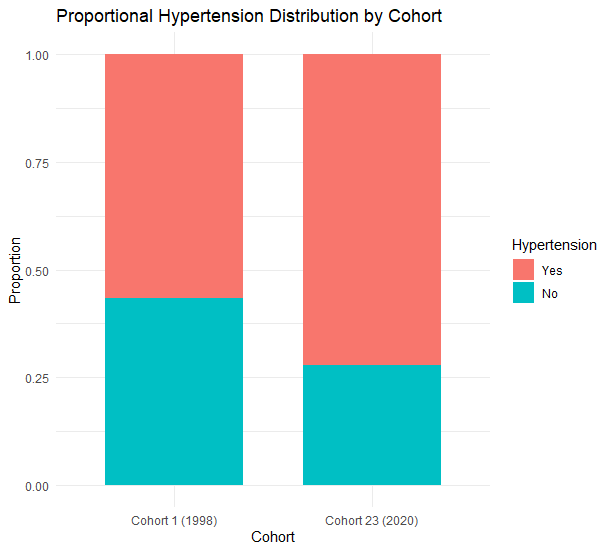 Proportional Hypertension Distribution by Cohort
Proportion
1.00
0.75
0.50
0.25
0.00
Cohort 1 (1998)
Cohort 23 (2020)
Cohort
Hypertension
Yes
No